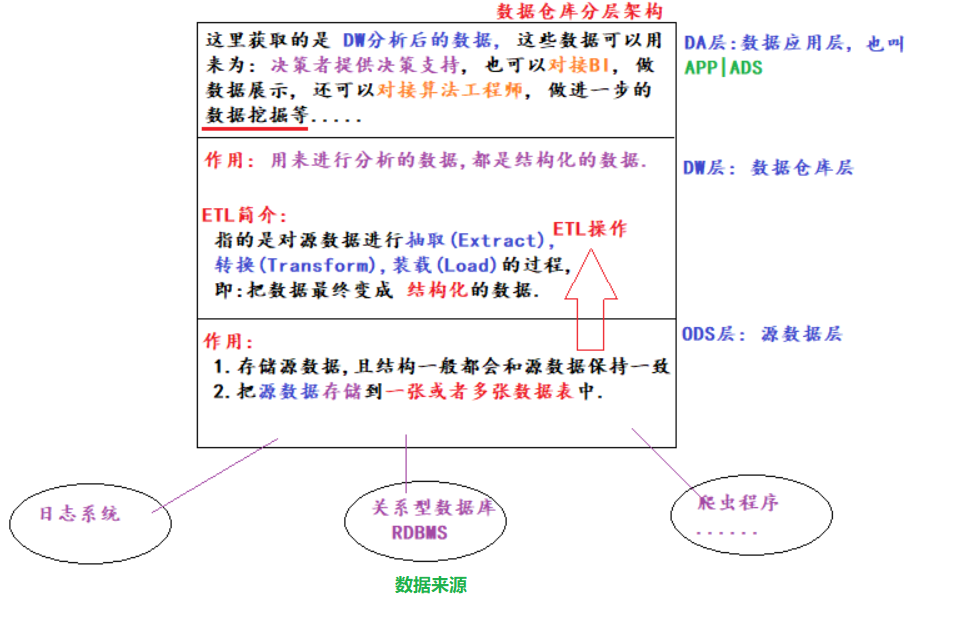 数据仓库分层架构
这里获取的是 DW分析后的数据, 这些数据可以用
来为: 决策者提供决策支持, 也可以对接BI, 做
数据展示, 还可以对接算法工程师, 做进一步的
数据挖掘等.....
DA层:数据应用层, 也叫
APP|ADS
作用: 用来进行分析的数据,都是结构化的数据.
DW层: 数据仓库层
ETL简介:
指的是对源数据进行抽取(Extract),
转换(Transform),装载(Load)的过程,
即:把数据最终变成 结构化的数据.
ETL操作
作用:
1.存储源数据,且结构一般都会和源数据保持一致
2.把源数据存储到一张或者多张数据表中.
ODS层: 源数据层
日志系统
关系型数据库
RDBMS
爬虫程序
......
数据来源